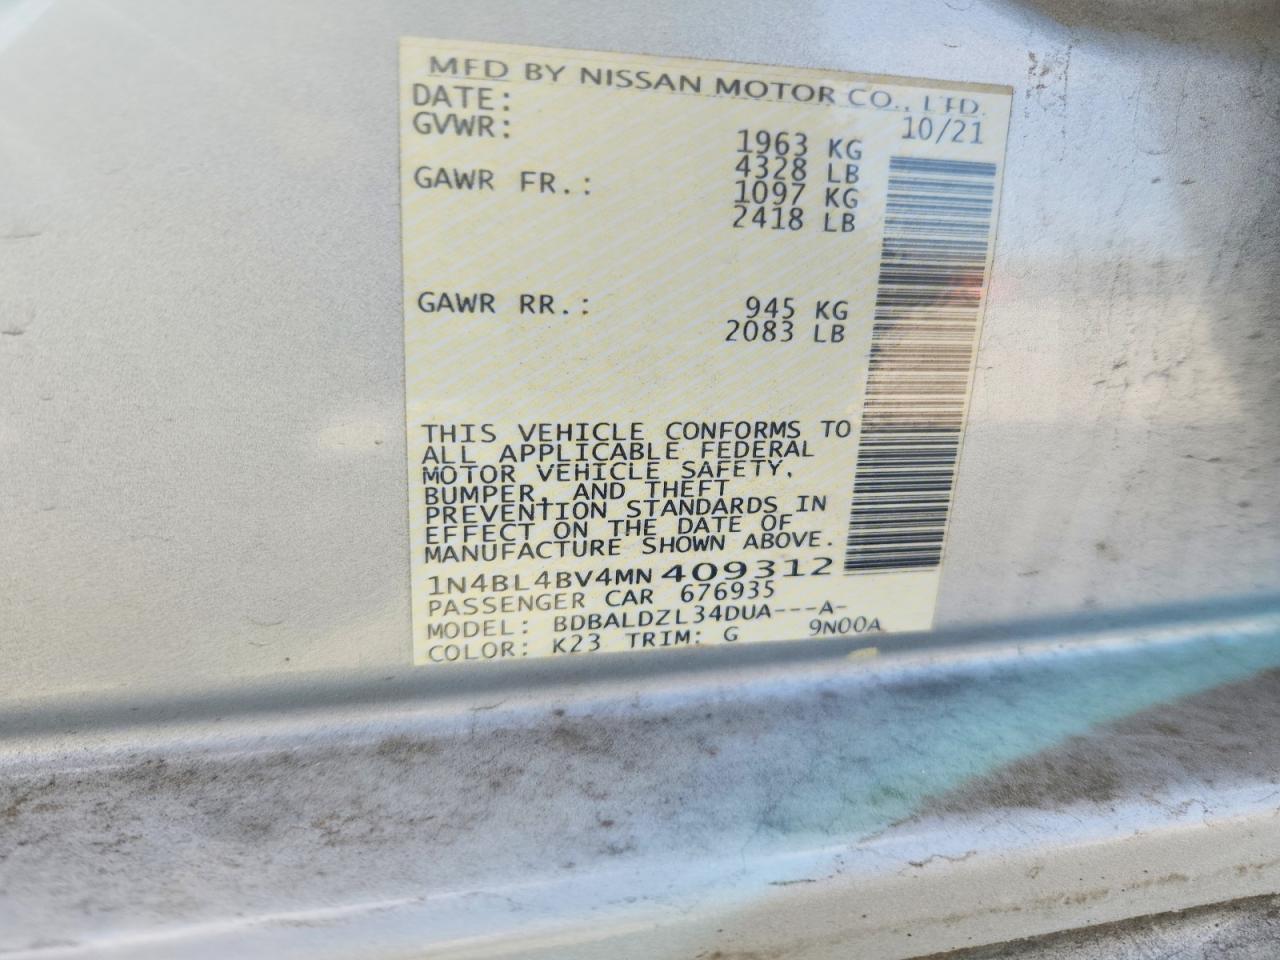 MFD BY NISSAN MOTOR CO., LTD.
DATE: 10/21
GVWR: 1963 KG
4328 LB
GAWR FR.: 1097 KG
2418 LB
GAWR RR.: 945 KG
2083 LB
THIS VEHICLE CONFORMS TO
ALL APPLICABLE FEDERAL
MOTOR VEHICLE SAFETY,
BUMPER, AND THEFT
PREVENTION STANDARDS IN
EFFECT ON THE DATE OF
MANUFACTURE SHOWN ABOVE.
1N4BL4BV4MN409312
PASSENGER CAR 676935
MODEL: BDBALDZL34DUA---A-
COLOR: K23 TRIM: G 9N00A